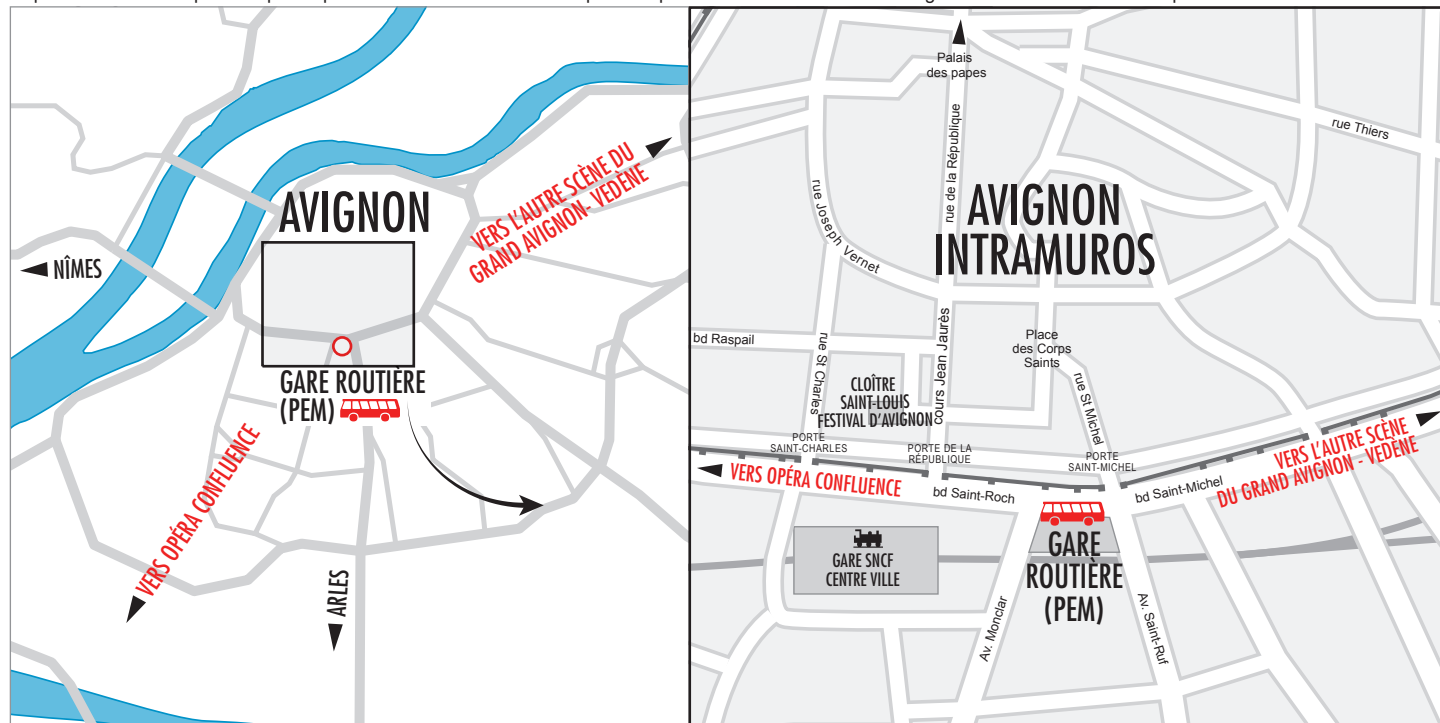 AVIGNON
VERS L'AUTRE SCÈNE DU
GRAND AVIGNON- VEDÈNE
NÎMES
GARE ROUTIÈRE
(PEM)
VERS OPÉRA CONFLUENCE
ARLES
Palais
des papes
rue Thiers
rue de la République
rue Joseph Vernet
AVIGNON
INTRAMUROS
bd Raspail
rue St Charles
cours Jean Jaurès
Place
des Corps
Saints
rue St Michel
CLOÎTRE
SAINT-LOUIS
FESTIVAL D'AVIGNON
PORTE
SAINT-CHARLES
PORTE DE LA
RÉPUBLIQUE
PORTE
SAINT-MICHEL
VERS L'AUTRE SCÈNE
DU GRAND AVIGNON - VEDÈNE
VERS OPÉRA CONFLUENCE
bd Saint-Roch
bd Saint-Michel
GARE SNCF
CENTRE VILLE
GARE
ROUTIÈRE
(PEM)
Av. Monclar
Av. Saint-Ruf